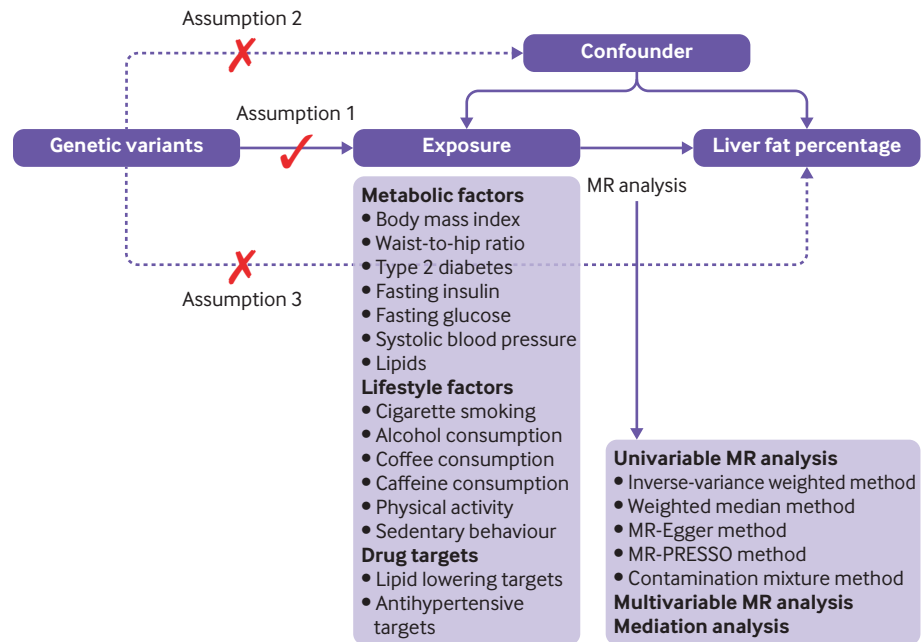 Assumption 2
Confounder
Assumption 1
Genetic variants
Exposure
Liver fat percentage
MR analysis
Assumption 3
Metabolic factors
• Body mass index
• Waist-to-hip ratio
• Type 2 diabetes
• Fasting insulin
• Fasting glucose
• Systolic blood pressure
• Lipids
Lifestyle factors
• Cigarette smoking
• Alcohol consumption
• Coffee consumption
• Caffeine consumption
• Physical activity
• Sedentary behaviour
Drug targets
• Lipid lowering targets
• Antihypertensive
targets
Univariable MR analysis
• Inverse-variance weighted method
• Weighted median method
• MR-Egger method
• MR-PRESSO method
• Contamination mixture method
Multivariable MR analysis
Mediation analysis